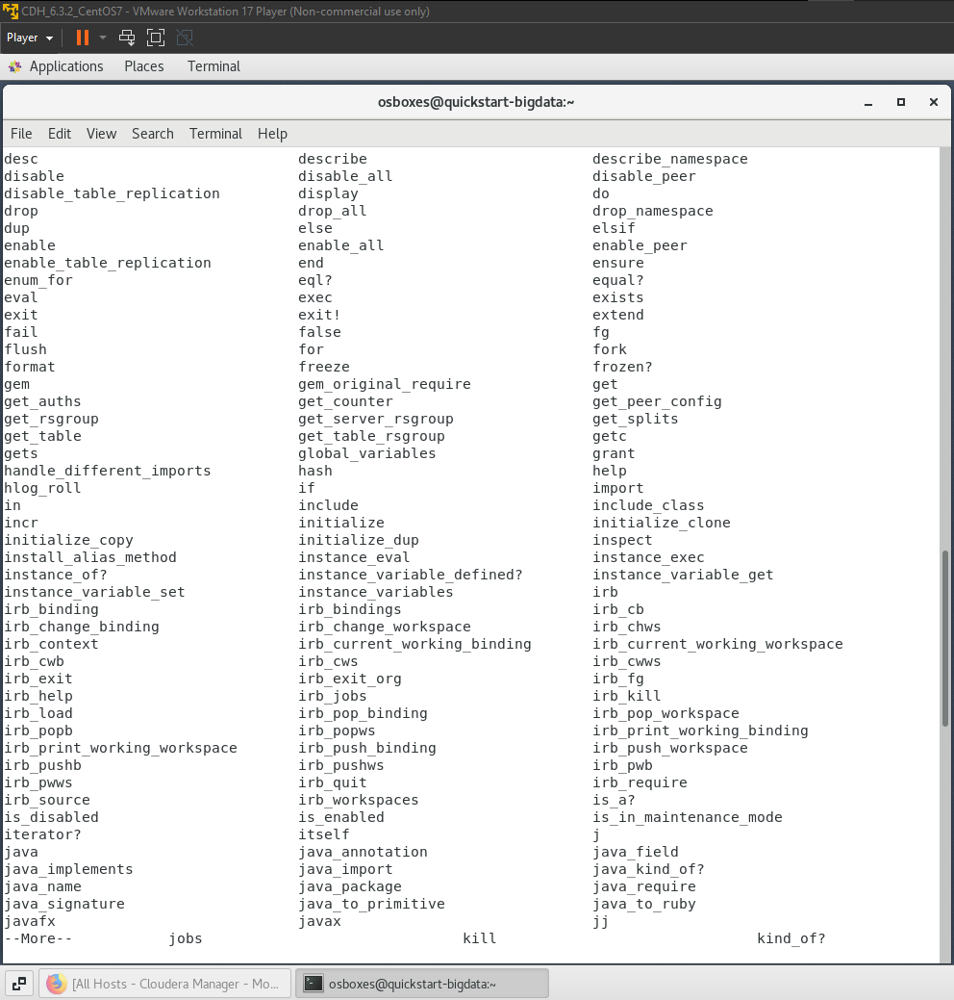 CDH_6.3.2_CentOS7 - VMware Workstation 17 Player (Non-commercial use only)
Player
Applications Places Terminal
osboxes@quickstart-bigdata:~
File Edit View Search Terminal Help
desc describe describe_namespace
disable disable_all disable_peer
disable_table_replication display do
drop drop_all drop_namespace
dup else elsif
enable enable_all enable_peer
enable_table_replication end ensure
enum_for eql? equal?
eval exec exists
exit exit! extend
fail false fg
flush for fork
format freeze frozen?
gem gem_original_require get
get_auths get_counter get_peer_config
get_rsgroup get_server_rsgroup get_splits
get_table get_table_rsgroup getc
gets global_variables grant
handle_different_imports hash help
hlog_roll if import
in include include_class
incr initialize initialize_clone
initialize_copy initialize_dup inspect
install_alias_method instance_eval instance_exec
instance_of? instance_variable_defined? instance_variable_get
instance_variable_set instance_variables irb
irb_binding irb_bindings irb_cb
irb_change_binding irb_change_workspace irb_chws
irb_context irb_current_working_binding irb_current_working_workspace
irb_cwb irb_cws irb_cwws
irb_exit irb_exit_org irb_fg
irb_help irb_jobs irb_kill
irb_load irb_pop_binding irb_pop_workspace
irb_popb irb_popws irb_print_working_binding
irb_print_working_workspace irb_push_binding irb_push_workspace
irb_pushb irb_pushws irb_pwb
irb_pwws irb_quit irb_require
irb_source irb_workspaces is_a?
is_disabled is_enabled is_in_maintenance_mode
iterator? itself j
java java_annotation java_field
java_implements java_import java_kind_of?
java_name java_package java_require
java_signature java_to_primitive java_to_ruby
javafx javax jj
--More-- jobs kill kind_of?
[All Hosts - Cloudera Manager - Mo... osboxes@quickstart-bigdata:~